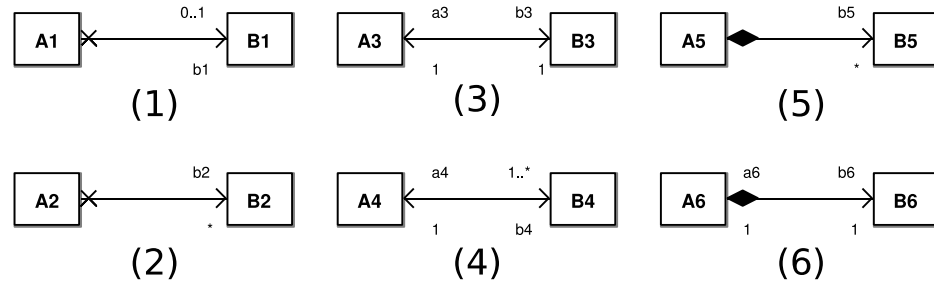 0..1
A1 B1
b1
(1)
a3 b3
A3 B3
1 1
(3)
b5
A5 B5
*
(5)
b2
A2 B2
*
(2)
a4 1..*
A4 B4
1 b4
(4)
a6 b6
A6 B6
1 1
(6)